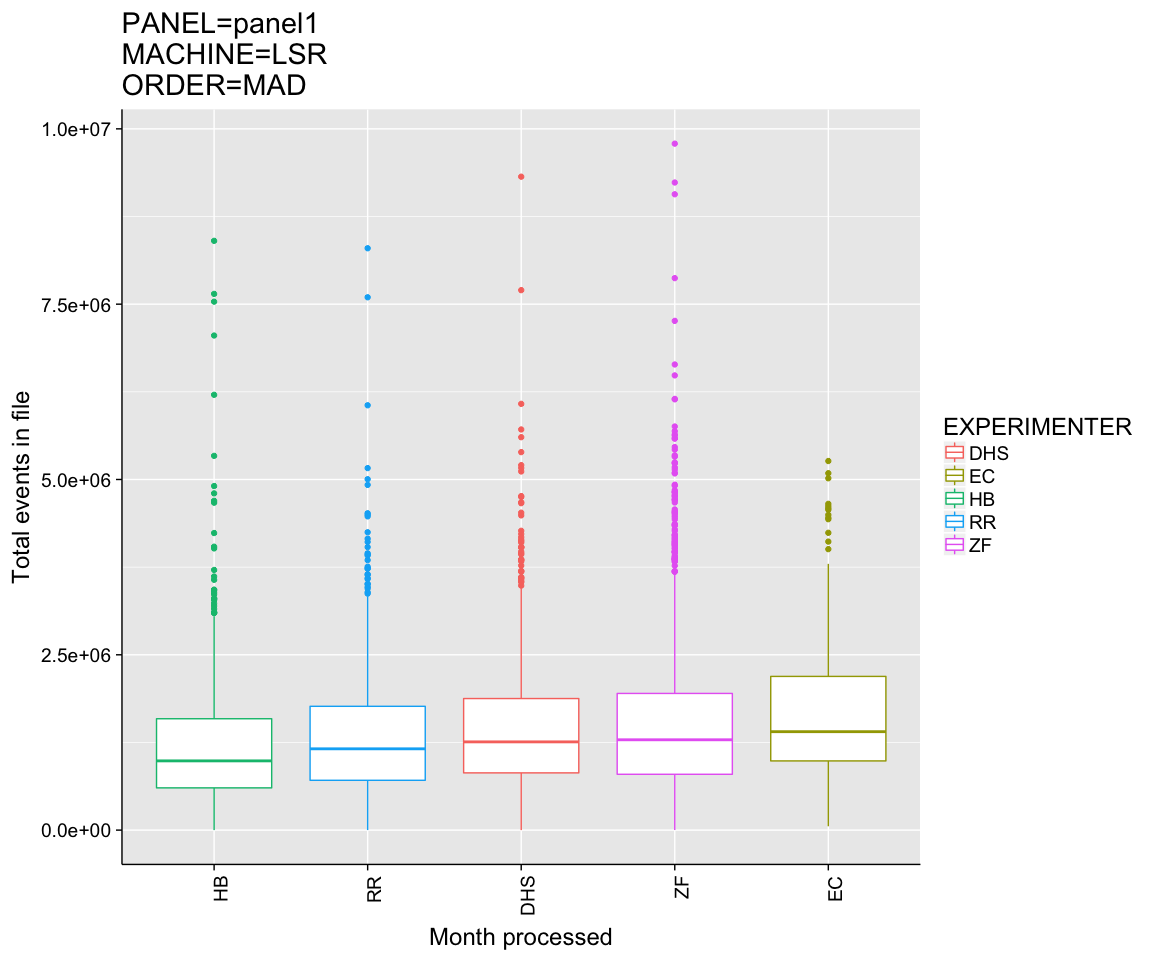 PANEL=panel1
MACHINE=LSR
ORDER=MAD
1.0e+07
7.5e+06
5.0e+06
2.5e+06
0.0e+00
Total events in file
HB
RR
DHS
ZF
EC
Month processed
EXPERIMENTER
DHS
EC
HB
RR
ZF